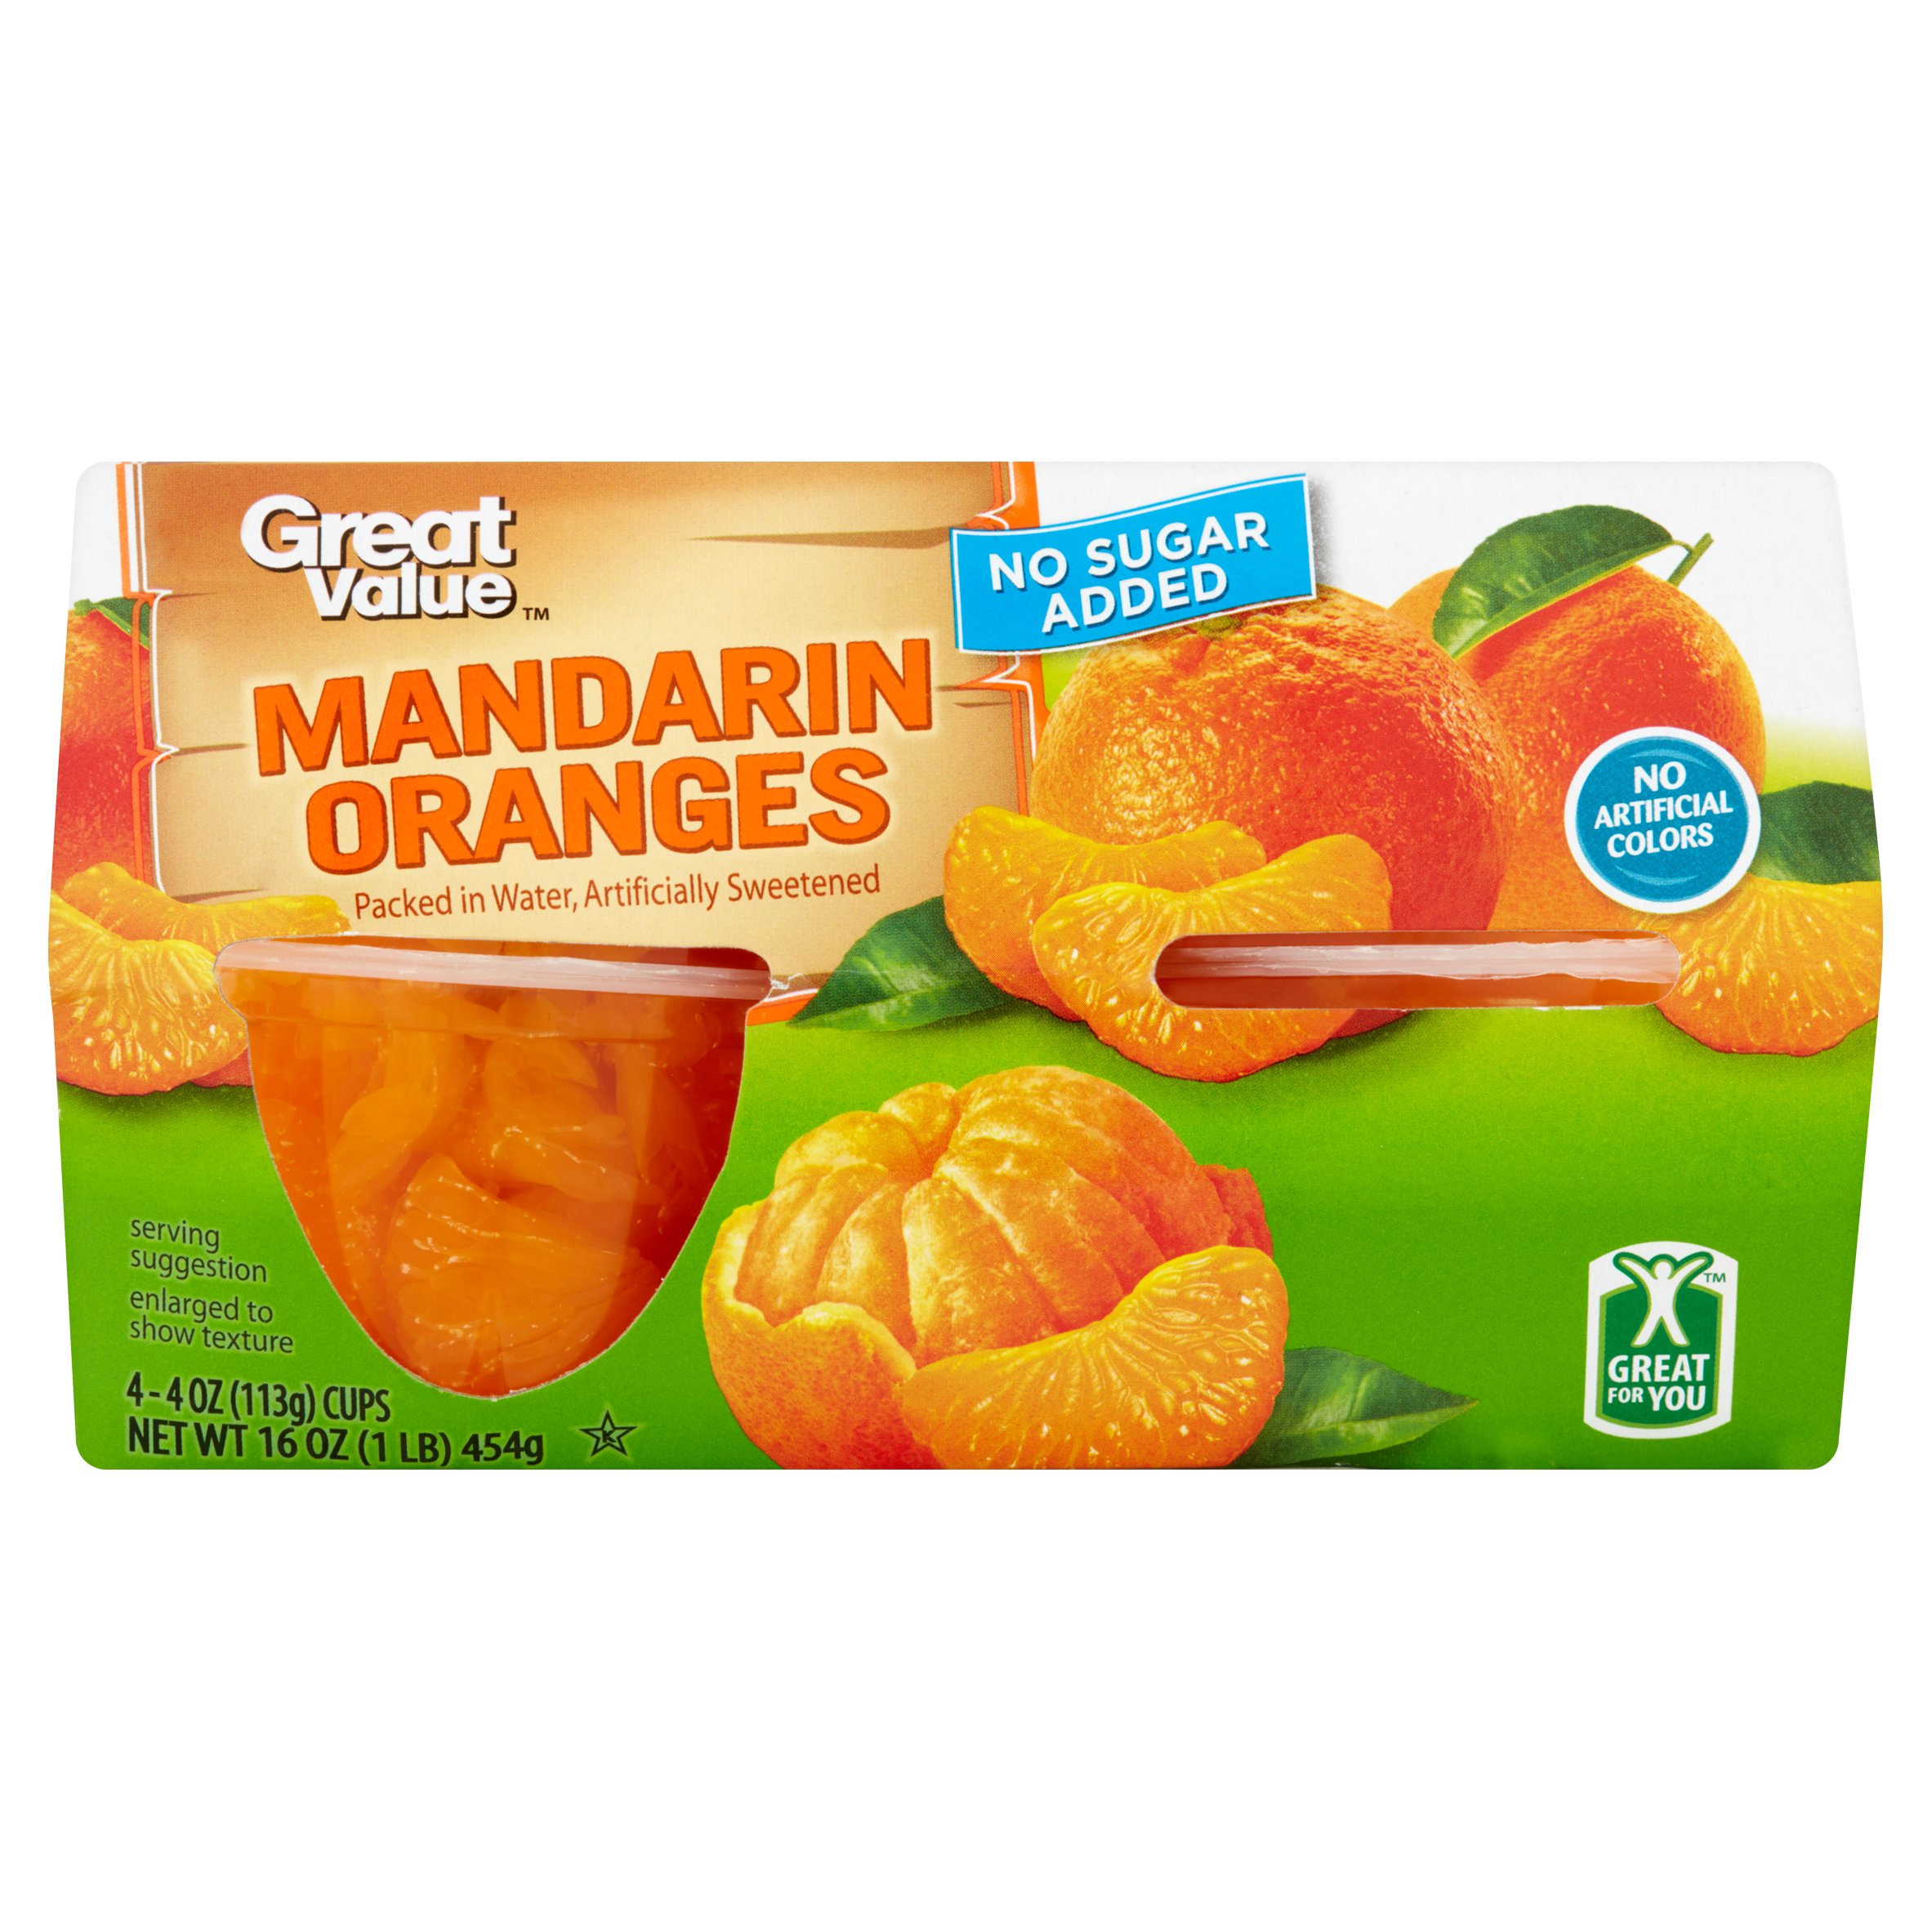 Great
Value™
MANDARIN
ORANGES
Packed in Water, Artificially Sweetened
NO SUGAR
ADDED
NO
ARTIFICIAL
COLORS
serving
suggestion
enlarged to
show texture
4 - 4 OZ (113g) CUPS
NET WT 16 OZ (1 LB) 454g
K
TM
GREAT
FOR YOU